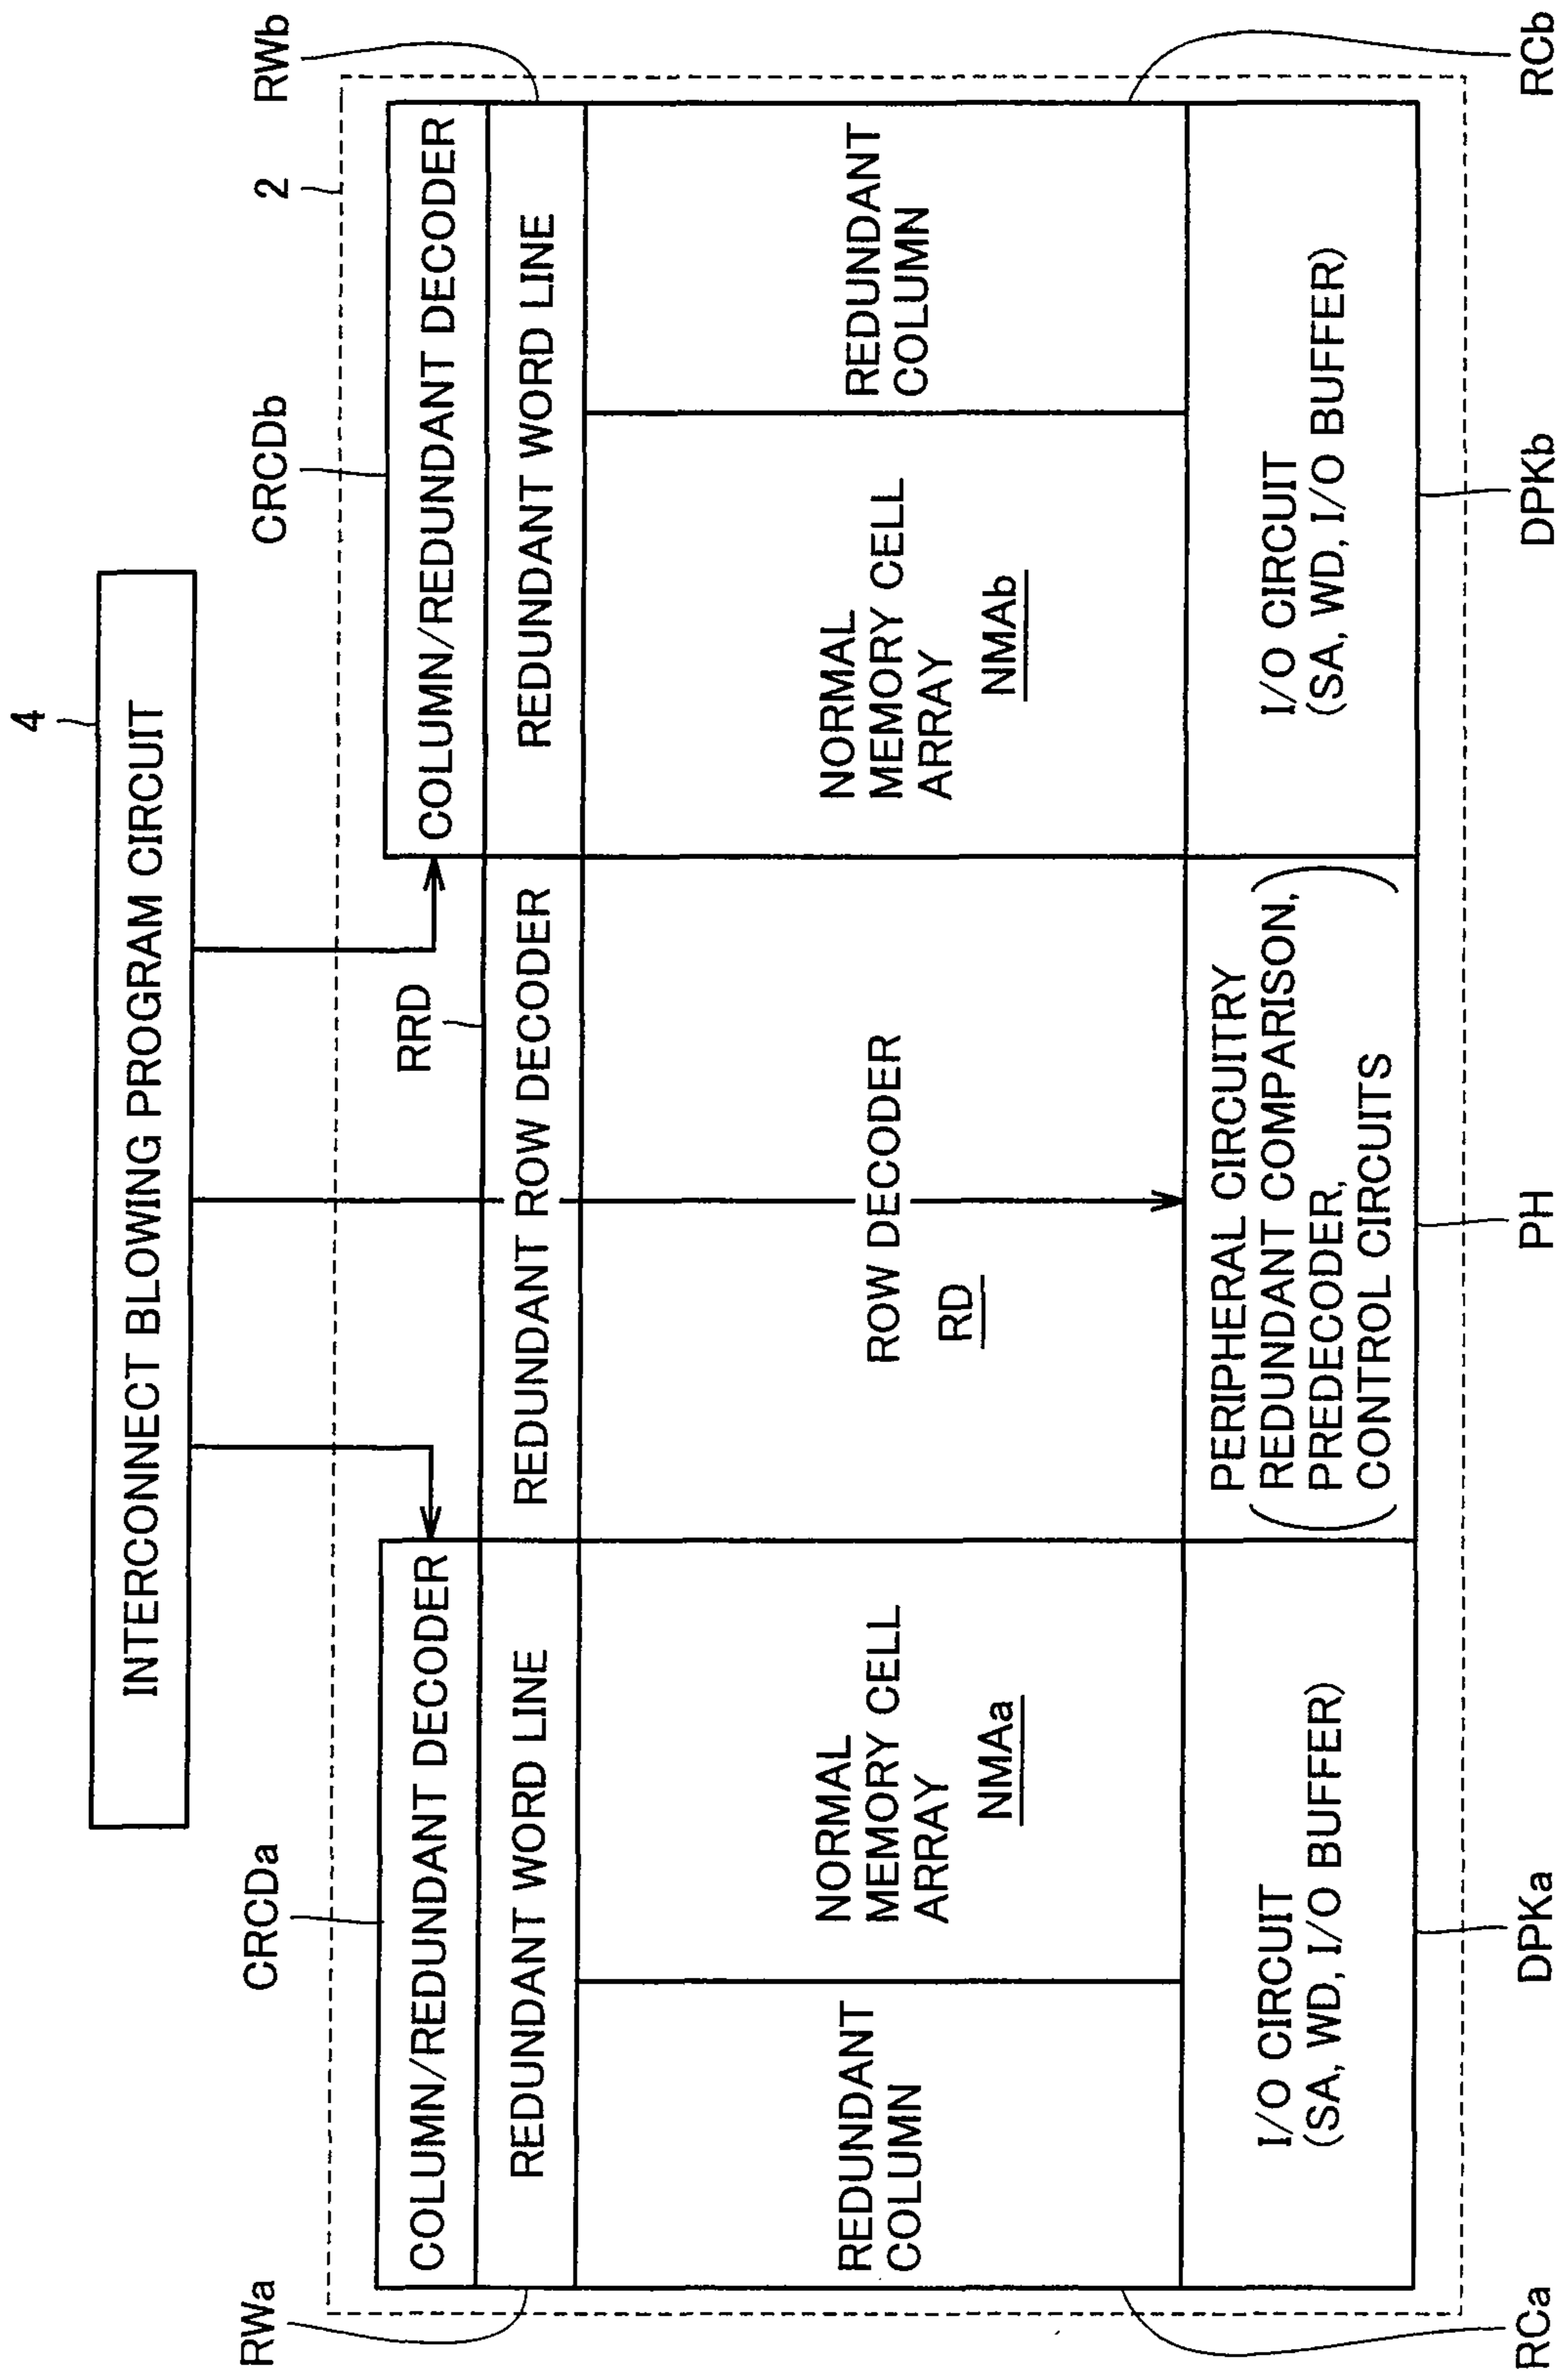 4
INTERCONNECT BLOWING PROGRAM CIRCUIT
RWa
CRCDa
CRCDb
2
RWb
RRD
COLUMN/REDUNDANT DECODER
COLUMN/REDUNDANT DECODER
REDUNDANT WORD LINE
REDUNDANT ROW DECODER
REDUNDANT WORD LINE
REDUNDANT
COLUMN
NORMAL
MEMORY CELL
ARRAY
NMAa
ROW DECODER
RD
NORMAL
MEMORY CELL
ARRAY
NMAb
REDUNDANT
COLUMN
I/O CIRCUIT
(SA, WD, I/O BUFFER)
PERIPHERAL CIRCUITRY
(REDUNDANT COMPARISON,
PREDECODER,
CONTROL CIRCUITS)
I/O CIRCUIT
(SA, WD, I/O BUFFER)
RCa
DPKa
PH
DPKb
RCb